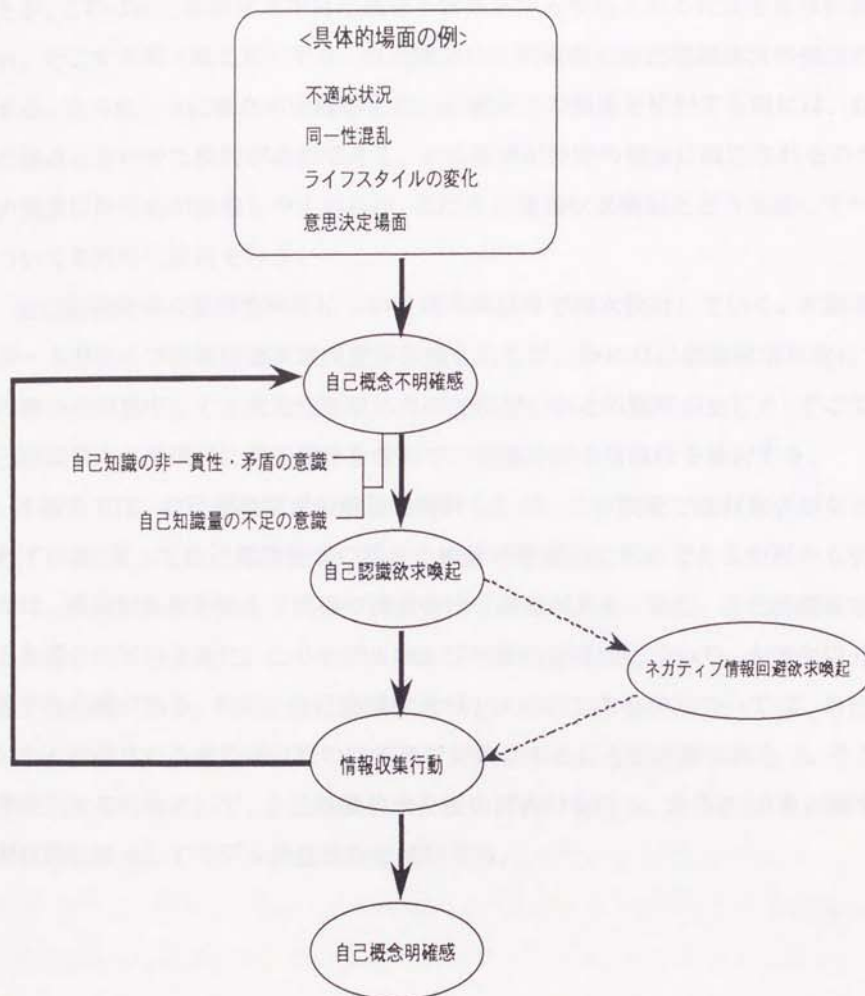 <具体的場面の例>
不適応状況
同一性混乱
ライフスタイルの変化
意思決定場面
自己概念不明確感
自己知識の非一貫性・矛盾の意識
自己知識量の不足の意識
自己認識欲求喚起
ネガティブ情報回避欲求喚起
情報収集行動
自己概念明確感